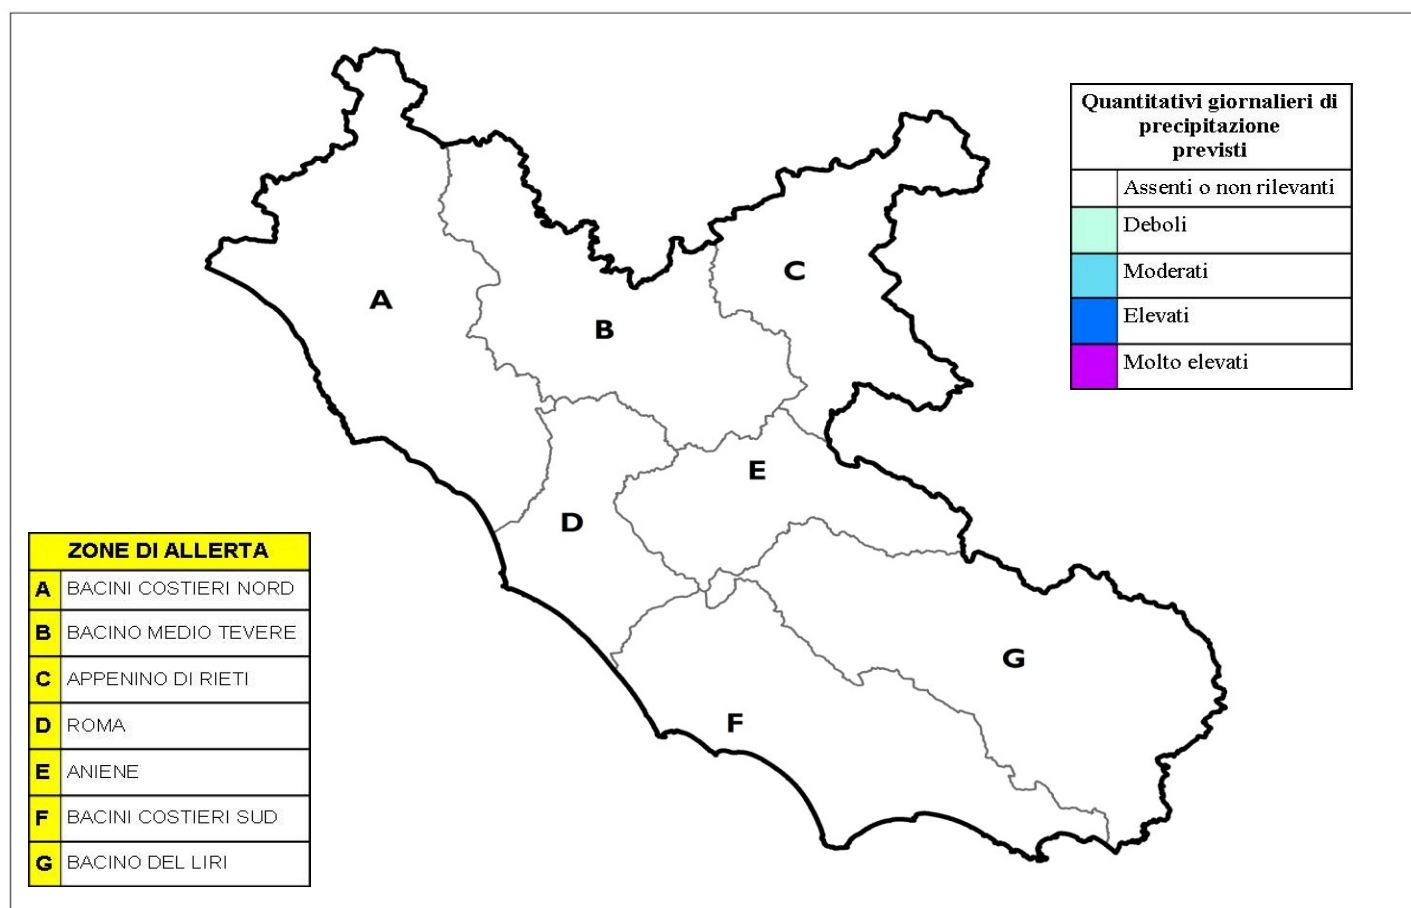 Quantitativi giornalieri di
precipitazione
previsti
Assenti o non rilevanti
Deboli
Moderati
Elevati
Molto elevati
A
B
C
D
E
F
G
ZONE DI ALLERTA
A BACINI COSTIERI NORD
B BACINO MEDIO TEVERE
C APPENINO DI RIETI
D ROMA
E ANIENE
F BACINI COSTIERI SUD
G BACINO DEL LIRI